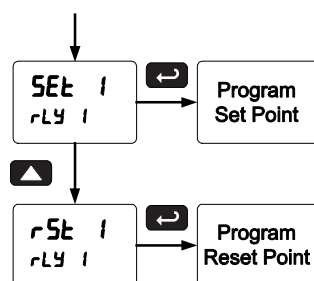 SEt 1
rLY 1
Program
Set Point
rSt 1
rLY 1
Program
Reset Point